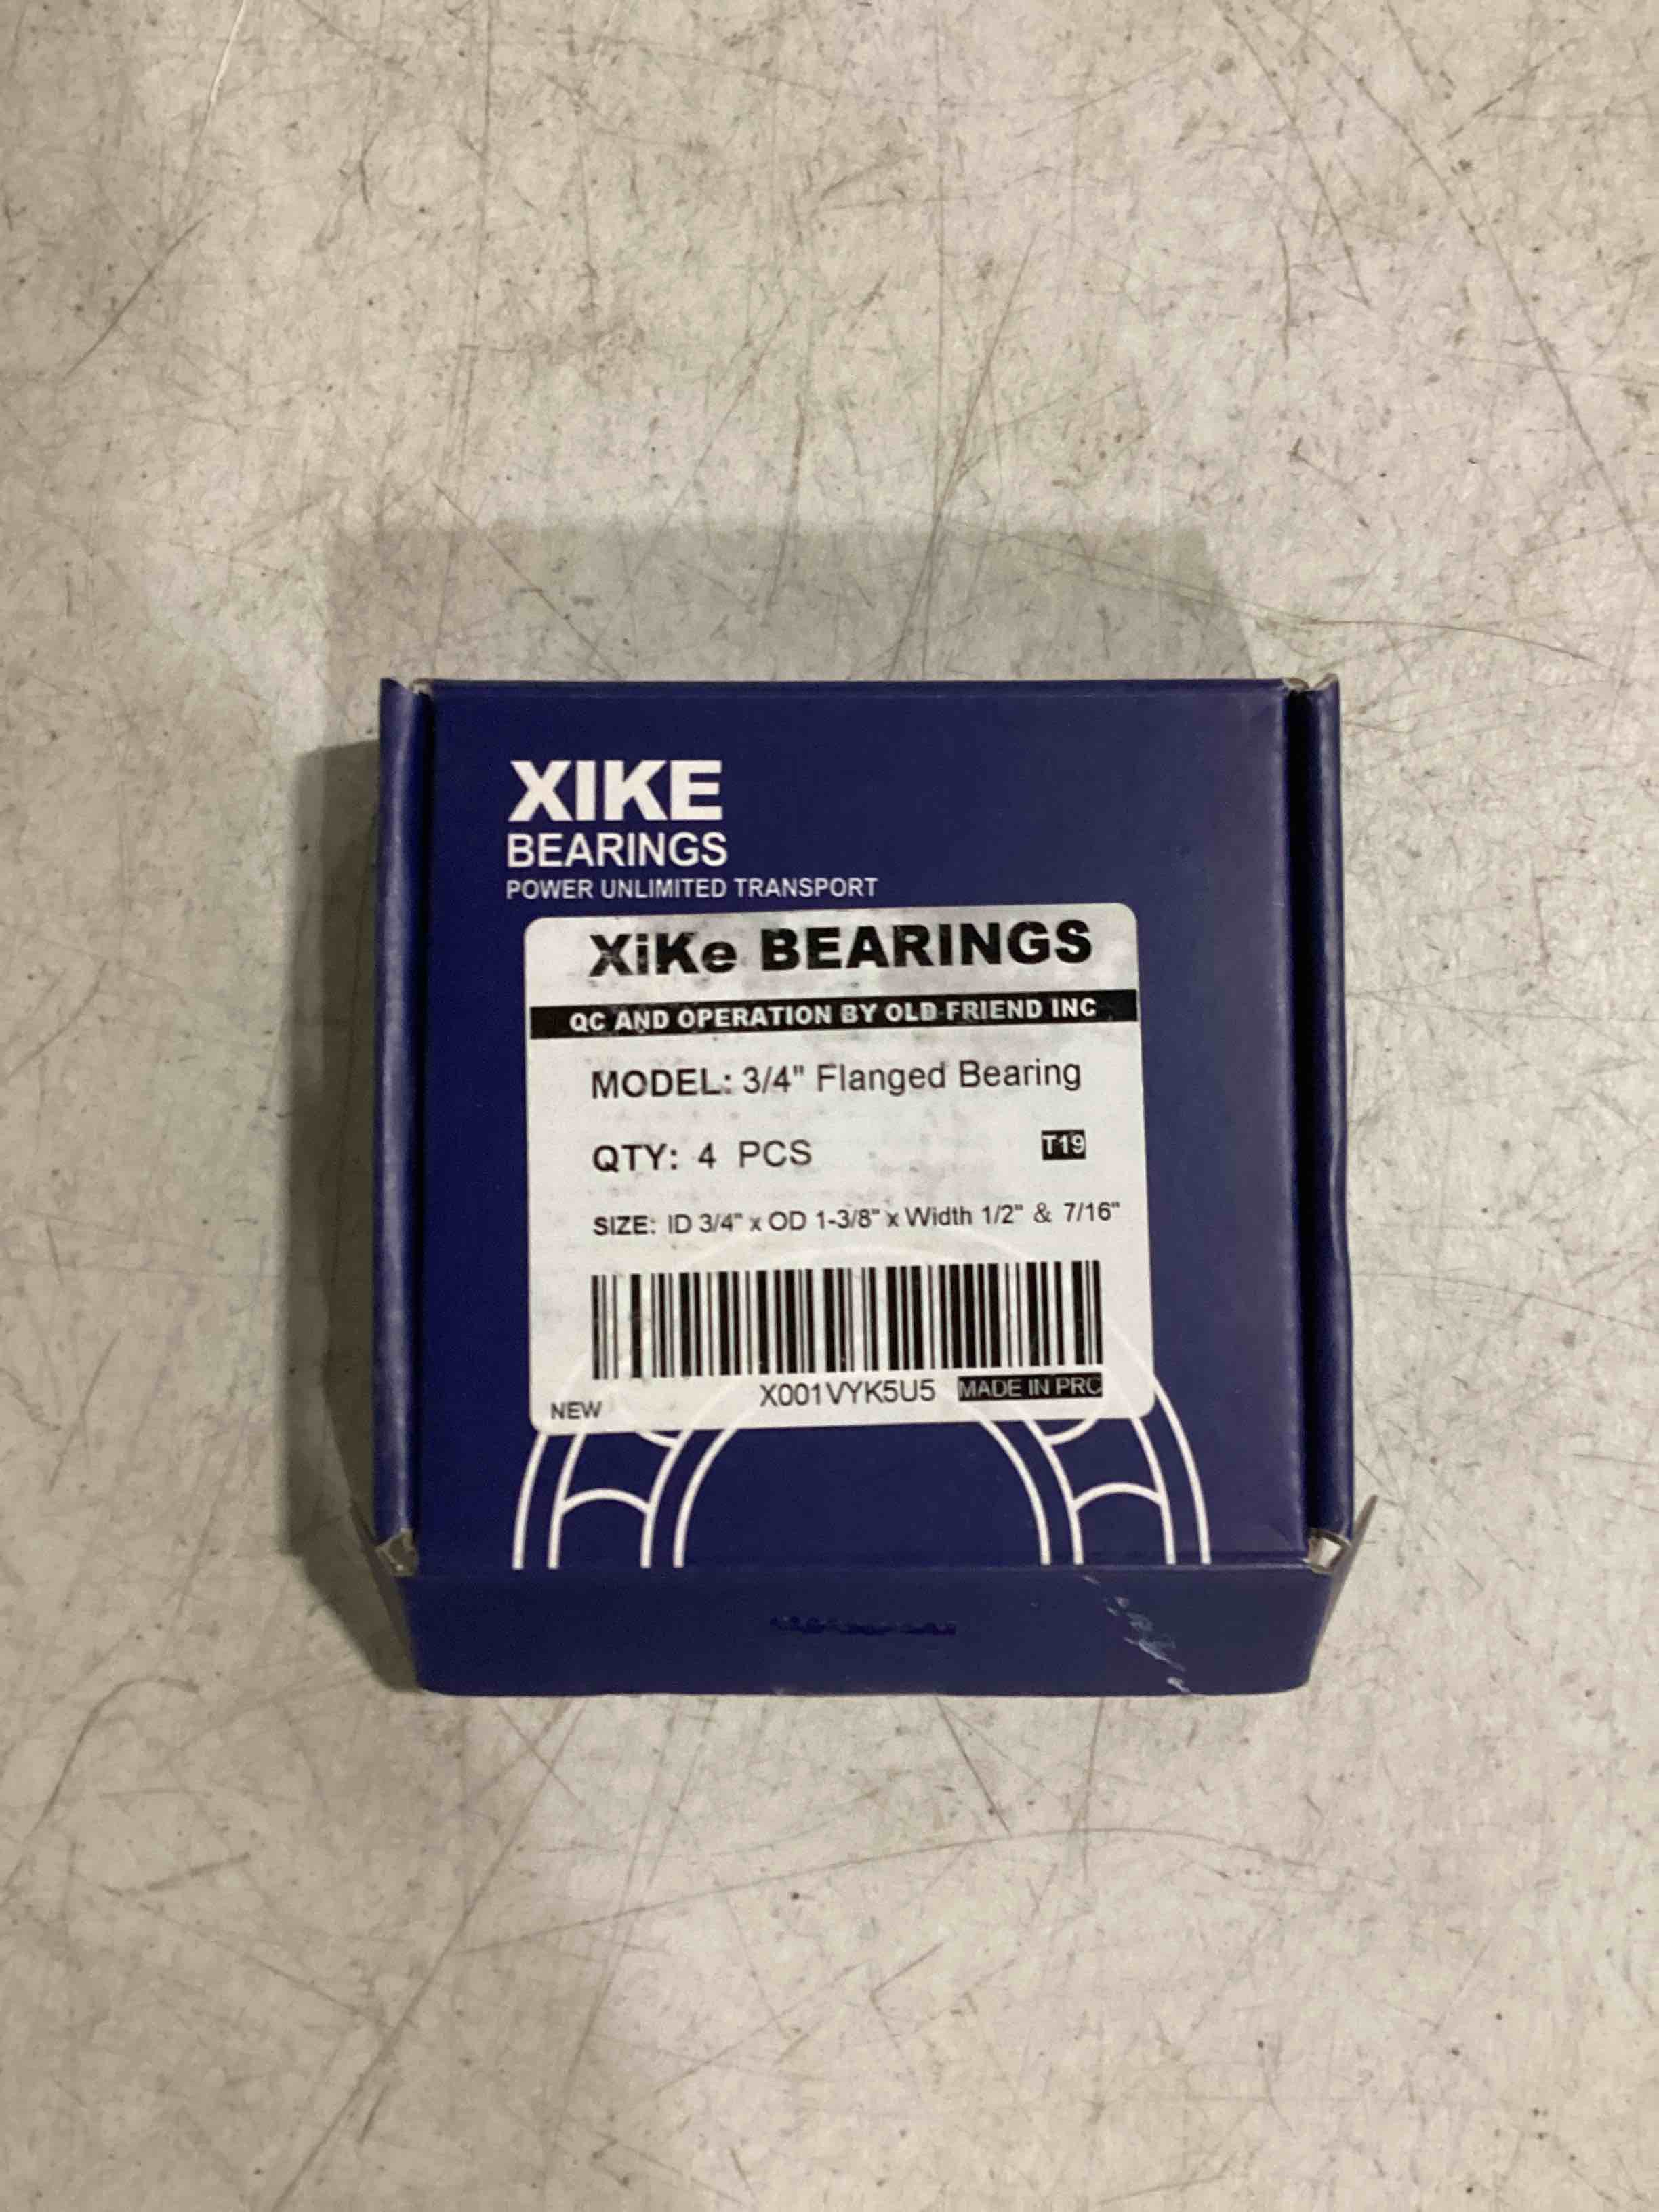 XIKE
BEARINGS
POWER UNLIMITED TRANSPORT
XiKe BEARINGS
QC AND OPERATION BY OLD FRIEND INC
MODEL: 3/4" Flanged Bearing
QTY: 4 PCS T19
SIZE: ID 3/4" x OD 1-3/8" x Width 1/2" & 7/16"
X001VYK5U5 MADE IN PRC
NEW